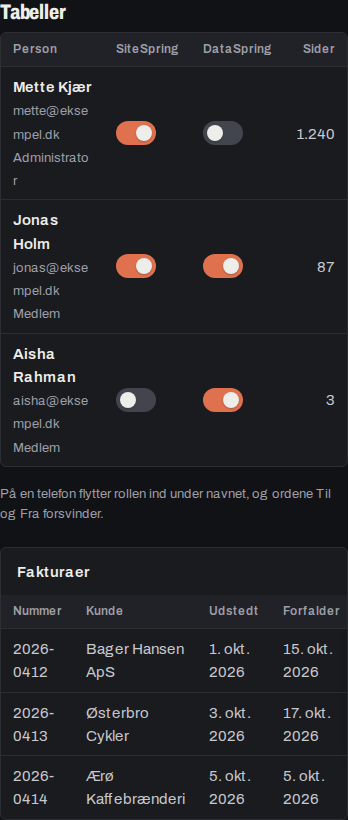 Tabeller
Person SiteSpring DataSpring Sider
Mette Kjær
mette@ekse
mpel.dk
Administrato
r
1.240
Jonas
Holm
jonas@ekse
mpel.dk
Medlem
87
Aisha
Rahman
aisha@ekse
mpel.dk
Medlem
3
På en telefon flytter rollen ind under navnet, og ordene Til
og Fra forsvinder.
Fakturaer
Nummer Kunde Udstedt Forfalder
2026- Bager Hansen 1. okt. 15. okt.
0412 ApS 2026 2026
2026- Østerbro 3. okt. 17. okt.
0413 Cykler 2026 2026
2026- Ærø 5. okt. 5. okt.
0414 Kaffebrænderi 2026 2026